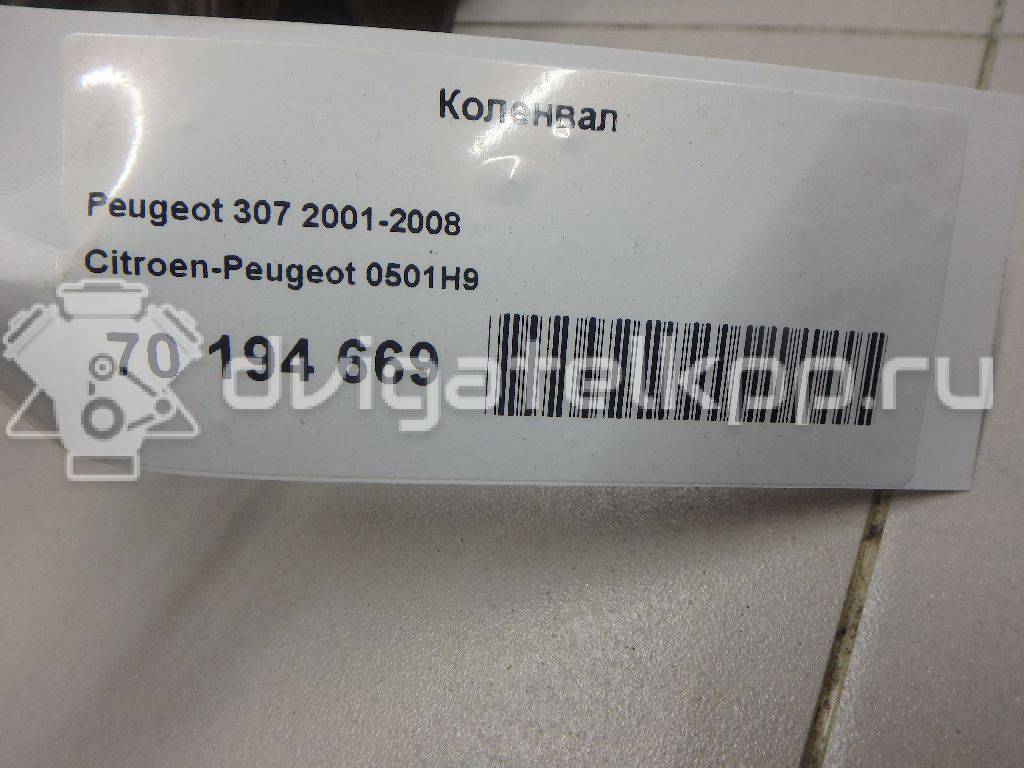 Коленвал
Peugeot 307 2001-2008
Citroen-Peugeot 0501H9
70 194 669
dvigatelkpp.ru